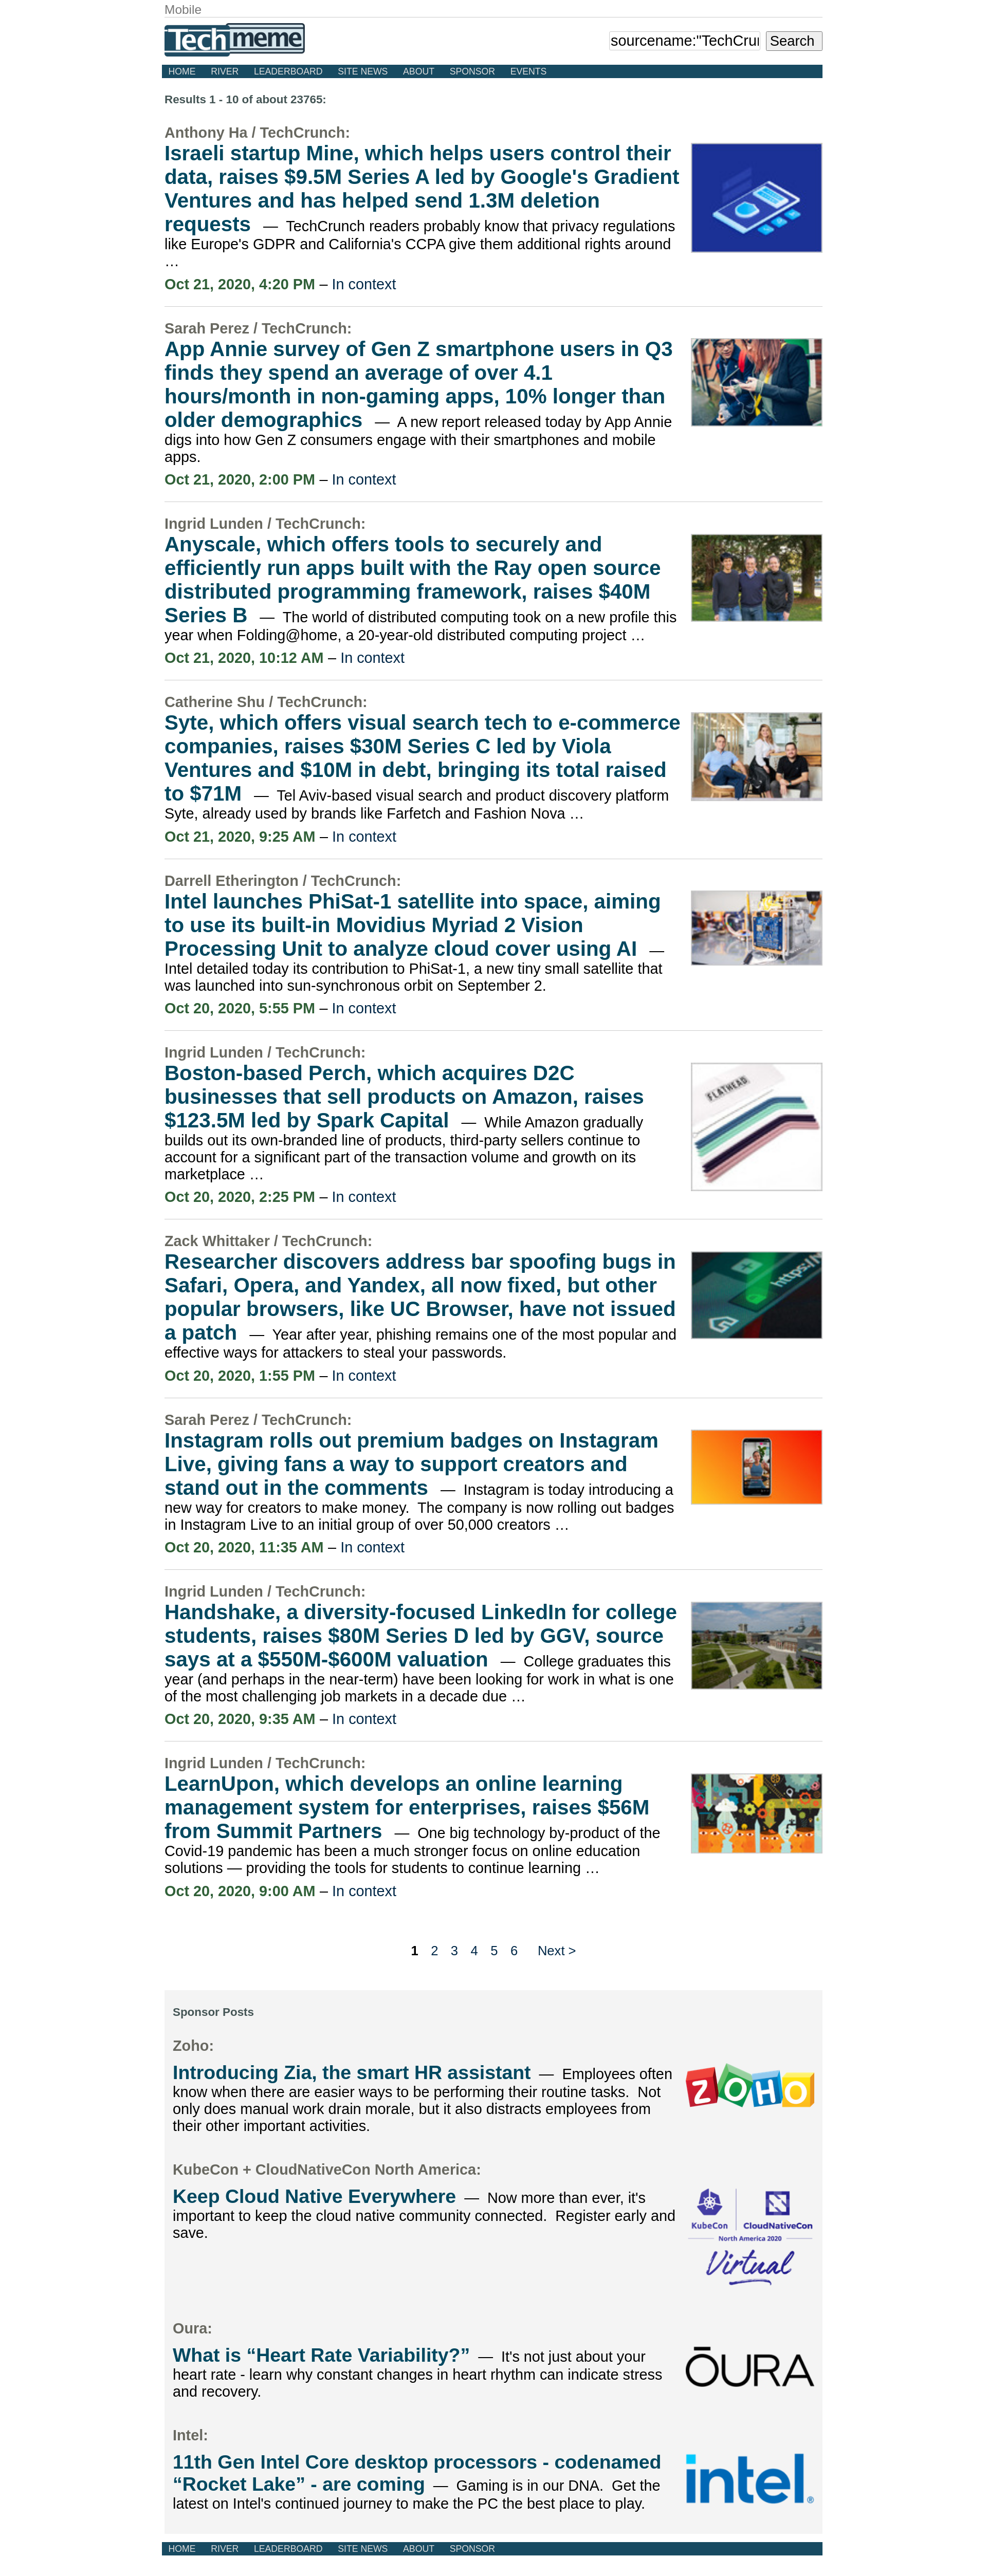 Mobile
Techmeme
sourcename:"TechCru
Search
HOME RIVER LEADERBOARD SITE NEWS ABOUT SPONSOR EVENTS
Results 1 - 10 of about 23765:
Anthony Ha / TechCrunch:
Israeli startup Mine, which helps users control their
data, raises $9.5M Series A led by Google's Gradient
Ventures and has helped send 1.3M deletion
requests — TechCrunch readers probably know that privacy regulations
like Europe's GDPR and California's CCPA give them additional rights around
…
Oct 21, 2020, 4:20 PM – In context
Sarah Perez / TechCrunch:
App Annie survey of Gen Z smartphone users in Q3
finds they spend an average of over 4.1
hours/month in non-gaming apps, 10% longer than
older demographics — A new report released today by App Annie
digs into how Gen Z consumers engage with their smartphones and mobile
apps.
Oct 21, 2020, 2:00 PM – In context
Ingrid Lunden / TechCrunch:
Anyscale, which offers tools to securely and
efficiently run apps built with the Ray open source
distributed programming framework, raises $40M
Series B — The world of distributed computing took on a new profile this
year when Folding@home, a 20-year-old distributed computing project …
Oct 21, 2020, 10:12 AM – In context
Catherine Shu / TechCrunch:
Syte, which offers visual search tech to e-commerce
companies, raises $30M Series C led by Viola
Ventures and $10M in debt, bringing its total raised
to $71M — Tel Aviv-based visual search and product discovery platform
Syte, already used by brands like Farfetch and Fashion Nova …
Oct 21, 2020, 9:25 AM – In context
Darrell Etherington / TechCrunch:
Intel launches PhiSat-1 satellite into space, aiming
to use its built-in Movidius Myriad 2 Vision
Processing Unit to analyze cloud cover using AI —
Intel detailed today its contribution to PhiSat-1, a new tiny small satellite that
was launched into sun-synchronous orbit on September 2.
Oct 20, 2020, 5:55 PM – In context
Ingrid Lunden / TechCrunch:
Boston-based Perch, which acquires D2C
businesses that sell products on Amazon, raises
$123.5M led by Spark Capital — While Amazon gradually
builds out its own-branded line of products, third-party sellers continue to
account for a significant part of the transaction volume and growth on its
marketplace …
FLATHEAD
Oct 20, 2020, 2:25 PM – In context
Zack Whittaker / TechCrunch:
Researcher discovers address bar spoofing bugs in
Safari, Opera, and Yandex, all now fixed, but other
popular browsers, like UC Browser, have not issued
a patch — Year after year, phishing remains one of the most popular and
effective ways for attackers to steal your passwords.
https://
Oct 20, 2020, 1:55 PM – In context
Sarah Perez / TechCrunch:
Instagram rolls out premium badges on Instagram
Live, giving fans a way to support creators and
stand out in the comments — Instagram is today introducing a
new way for creators to make money. The company is now rolling out badges
in Instagram Live to an initial group of over 50,000 creators …
Oct 20, 2020, 11:35 AM – In context
Ingrid Lunden / TechCrunch:
Handshake, a diversity-focused LinkedIn for college
students, raises $80M Series D led by GGV, source
says at a $550M-$600M valuation — College graduates this
year (and perhaps in the near-term) have been looking for work in what is one
of the most challenging job markets in a decade due …
Oct 20, 2020, 9:35 AM – In context
Ingrid Lunden / TechCrunch:
LearnUpon, which develops an online learning
management system for enterprises, raises $56M
from Summit Partners — One big technology by-product of the
Covid-19 pandemic has been a much stronger focus on online education
solutions — providing the tools for students to continue learning …
Oct 20, 2020, 9:00 AM – In context
1 2 3 4 5 6 Next >
Sponsor Posts
Zoho:
Introducing Zia, the smart HR assistant — Employees often
know when there are easier ways to be performing their routine tasks. Not
only does manual work drain morale, but it also distracts employees from
their other important activities.
ZOHO
KubeCon + CloudNativeCon North America:
Keep Cloud Native Everywhere — Now more than ever, it's
important to keep the cloud native community connected. Register early and
save.
KubeCon CloudNativeCon
North America 2020
Virtual
Oura:
What is “Heart Rate Variability?” — It's not just about your
heart rate - learn why constant changes in heart rhythm can indicate stress
and recovery.
ŌURA
Intel:
11th Gen Intel Core desktop processors - codenamed
“Rocket Lake” - are coming — Gaming is in our DNA. Get the
latest on Intel's continued journey to make the PC the best place to play.
intel®
HOME RIVER LEADERBOARD SITE NEWS ABOUT SPONSOR